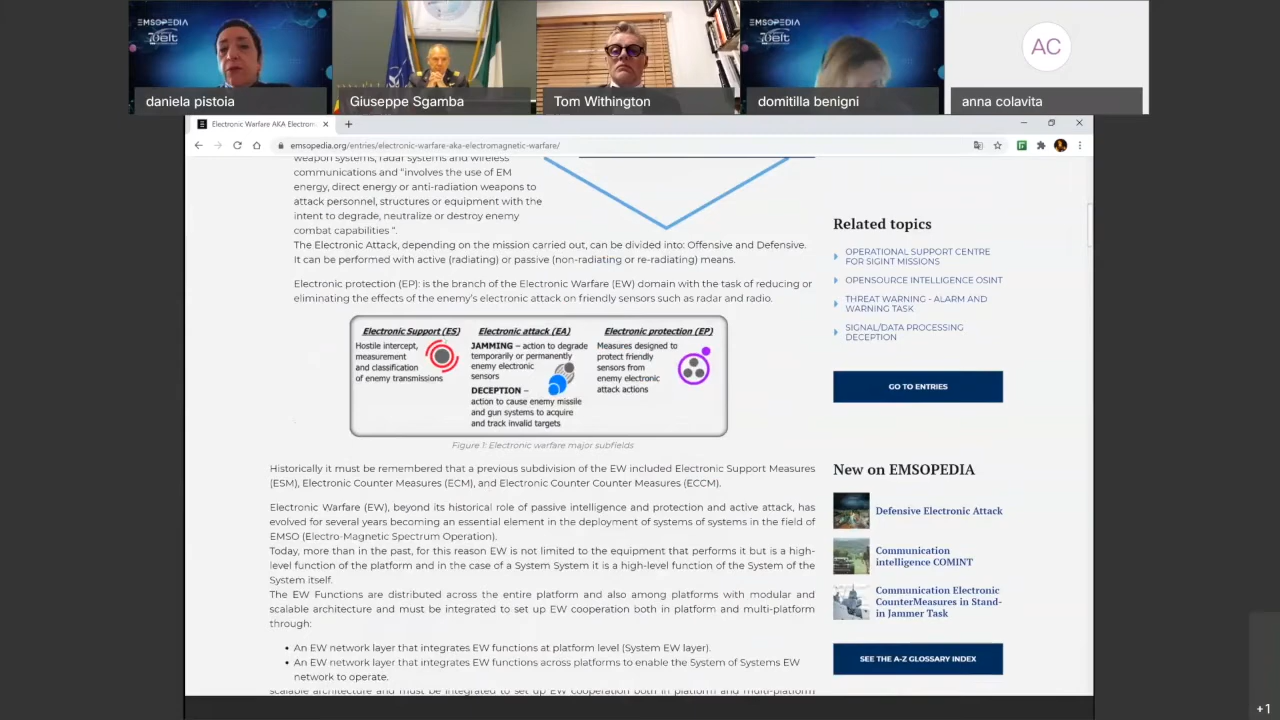 EMSOPEDIA
EMSOPEDIA
AC
daniela pistoia
Giuseppe Sgamba
Tom Withington
domitilla benigni
anna colavita
Electronic Warfare AKA Electrom
emsopedia.org/entries/electronic-warfare-aka-electromagnetic-warfare/
weapon systems, radar systems and wireless
communications and "involves the use of EM
energy, direct energy or anti-radiation weapons to
attack personnel, structures or equipment with the
intent to degrade, neutralize or destroy enemy
combat capabilities ".
The Electronic Attack, depending on the mission carried out, can be divided into: Offensive and Defensive.
It can be performed with active (radiating) or passive (non-radiating or re-radiating) means.
Electronic protection (EP): is the branch of the Electronic Warfare (EW) domain with the task of reducing or
eliminating the effects of the enemy's electronic attack on friendly sensors such as radar and radio.
Electronic Support (ES)
Hostile intercept,
measurement
and classification
of enemy transmissions
Electronic attack (EA)
JAMMING – action to degrade
temporarily or permanently
enemy electronic
sensors
DECEPTION –
action to cause enemy missile
and gun systems to acquire
and track invalid targets
Electronic protection (EP)
Measures designed to
protect friendly
sensors from
enemy electronic
attack actions
Figure 1: Electronic warfare major subfields
Historically it must be remembered that a previous subdivision of the EW included Electronic Support Measures
(ESM), Electronic Counter Measures (ECM), and Electronic Counter Counter Measures (ECCM).
Electronic Warfare (EW), beyond its historical role of passive intelligence and protection and active attack, has
evolved for several years becoming an essential element in the deployment of systems of systems in the field of
EMSO (Electro-Magnetic Spectrum Operation).
Today, more than in the past, for this reason EW is not limited to the equipment that performs it but is a high-
level function of the platform and in the case of a System System it is a high-level function of the System of the
System itself.
The EW Functions are distributed across the entire platform and also among platforms with modular and
scalable architecture and must be integrated to set up EW cooperation both in platform and multi-platform
through:
• An EW network layer that integrates EW functions at platform level (System EW layer).
• An EW network layer that integrates EW functions across platforms to enable the System of Systems EW
network to operate.
scalable architecture and must be integrated to set up EW cooperation both in platform and multi-platform
Related topics
OPERATIONAL SUPPORT CENTRE
FOR SIGINT MISSIONS
OPENSOURCE INTELLIGENCE OSINT
THREAT WARNING - ALARM AND
WARNING TASK
SIGNAL/DATA PROCESSING
DECEPTION
GO TO ENTRIES
New on EMSOPEDIA
Defensive Electronic Attack
Communication
intelligence COMINT
Communication Electronic
CounterMeasures in Stand-
in Jammer Task
SEE THE A-Z GLOSSARY INDEX
+1